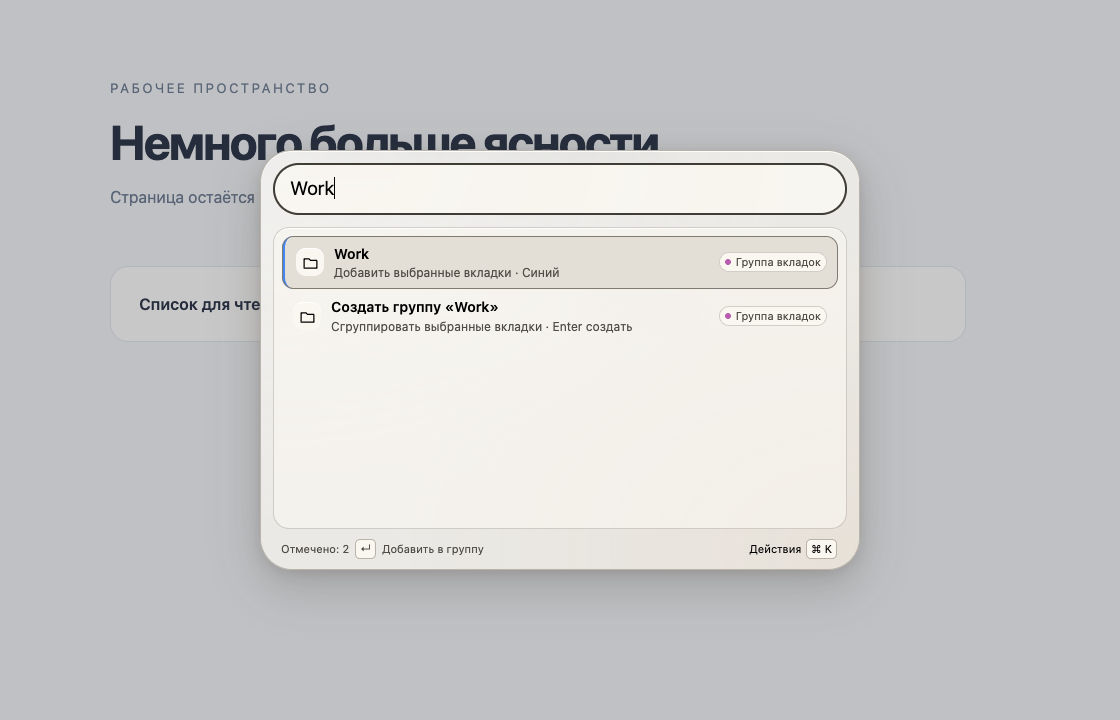 РАБОЧЕЕ ПРОСТРАНСТВО
Немного больше ясности
Страница остаётся
Список для чте
Work
Work
Добавить выбранные вкладки · Синий
Группа вкладок
Создать группу «Work»
Сгруппировать выбранные вкладки · Enter создать
Группа вкладок
Отмечено: 2 ↵ Добавить в группу
Действия ⌘ K